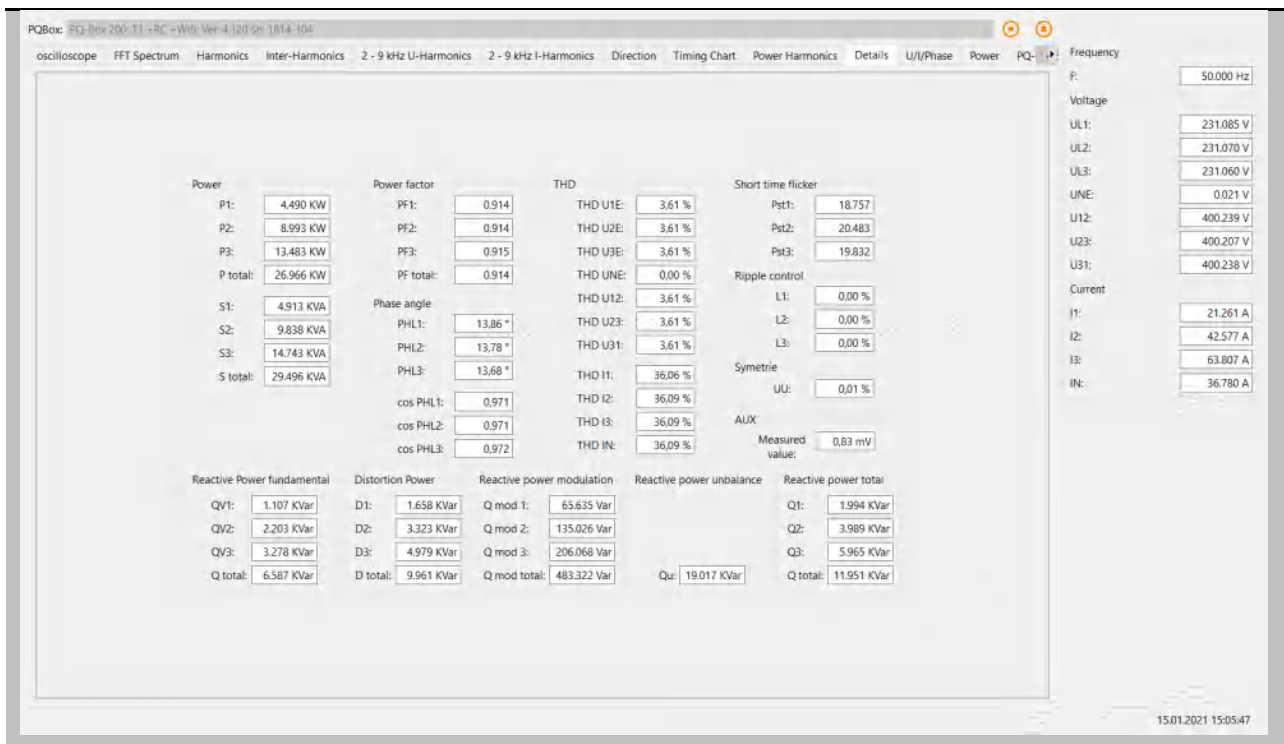 PQBox: PQ-Box 200: T1 +RC +Wifi: Ver: 4.120 Sn: 1814-104
oscilloscope FFT Spectrum Harmonics Inter-Harmonics 2 - 9 kHz U-Harmonics 2 - 9 kHz I-Harmonics Direction Timing Chart Power Harmonics Details U/I/Phase Power PQ-
Frequency
F: 50.000 Hz
Voltage
UL1: 231.085 V
UL2: 231.070 V
UL3: 231.060 V
UNE: 0.021 V
U12: 400.239 V
U23: 400.207 V
U31: 400.238 V
Current
I1: 21.261 A
I2: 42.577 A
I3: 63.807 A
IN: 36.780 A
Power
P1: 4.490 KW
P2: 8.993 KW
P3: 13.483 KW
P total: 26.966 KW
S1: 4.913 KVA
S2: 9.838 KVA
S3: 14.743 KVA
S total: 29.496 KVA
Power factor
PF1: 0.914
PF2: 0.914
PF3: 0.915
PF total: 0.914
Phase angle
PHL1: 13,86 °
PHL2: 13,78 °
PHL3: 13,68 °
cos PHL1: 0,971
cos PHL2: 0,971
cos PHL3: 0,972
THD
THD U1E: 3,61 %
THD U2E: 3,61 %
THD U3E: 3,61 %
THD UNE: 0,00 %
THD U12: 3,61 %
THD U23: 3,61 %
THD U31: 3,61 %
THD I1: 36,06 %
THD I2: 36,09 %
THD I3: 36,09 %
THD IN: 36,09 %
Short time flicker
Pst1: 18.757
Pst2: 20.483
Pst3: 19.832
Ripple control
L1: 0,00 %
L2: 0,00 %
L3: 0,00 %
Symetrie
UU: 0,01 %
AUX
Measured
value: 0,83 mV
Reactive Power fundamental
QV1: 1.107 KVar
QV2: 2.203 KVar
QV3: 3.278 KVar
Q total: 6.587 KVar
Distortion Power
D1: 1.658 KVar
D2: 3.323 KVar
D3: 4.979 KVar
D total: 9.961 KVar
Reactive power modulation
Q mod 1: 65.635 Var
Q mod 2: 135.026 Var
Q mod 3: 206.068 Var
Q mod total: 483.322 Var
Reactive power unbalance
Qu: 19.017 KVar
Reactive power total
Q1: 1.994 KVar
Q2: 3.989 KVar
Q3: 5.965 KVar
Q total: 11.951 KVar
15.01.2021 15:05:47